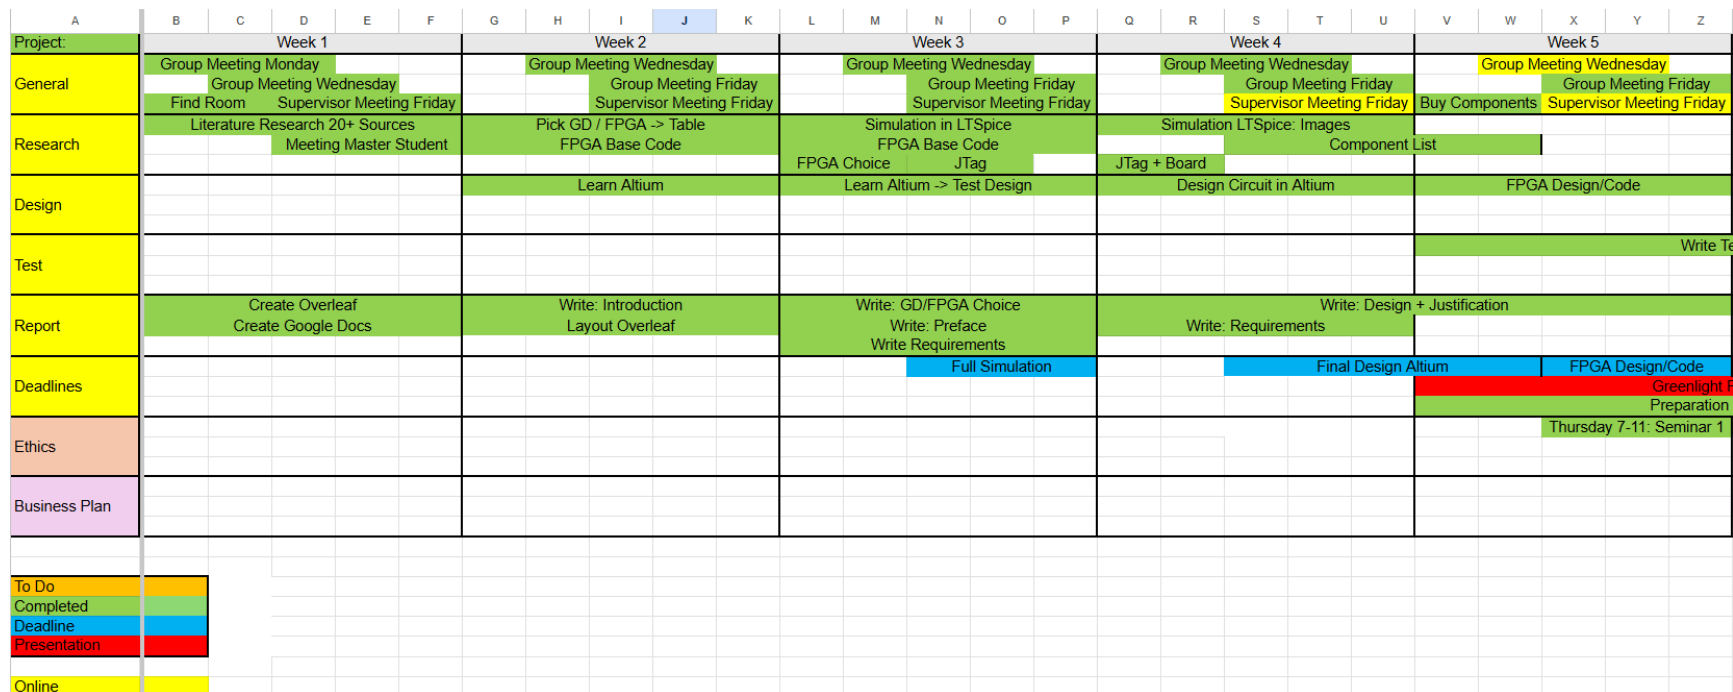 A B C D E F G H I J K L M N O P Q R S T U V W X Y Z
Project: Week 1 Week 2 Week 3 Week 4 Week 5
General
Group Meeting Monday Group Meeting Wednesday Group Meeting Wednesday Group Meeting Wednesday Group Meeting Wednesday
Group Meeting Wednesday Group Meeting Friday Group Meeting Friday Group Meeting Friday Group Meeting Friday
Find Room Supervisor Meeting Friday Supervisor Meeting Friday Supervisor Meeting Friday Supervisor Meeting Friday Buy Components Supervisor Meeting Friday
Research
Literature Research 20+ Sources Pick GD / FPGA -> Table Simulation in LTSpice Simulation LTSpice: Images
Meeting Master Student FPGA Base Code FPGA Base Code Component List
FPGA Choice JTag JTag + Board
Design
Learn Altium Learn Altium -> Test Design Design Circuit in Altium FPGA Design/Code
Test
Write Te
Report
Create Overleaf Write: Introduction Write: GD/FPGA Choice Write: Design + Justification
Create Google Docs Layout Overleaf Write: Preface Write: Requirements
Write Requirements
Deadlines
Full Simulation Final Design Altium FPGA Design/Code
Greenlight
Preparation
Ethics
Thursday 7-11: Seminar 1
Business Plan
To Do
Completed
Deadline
Presentation
Online